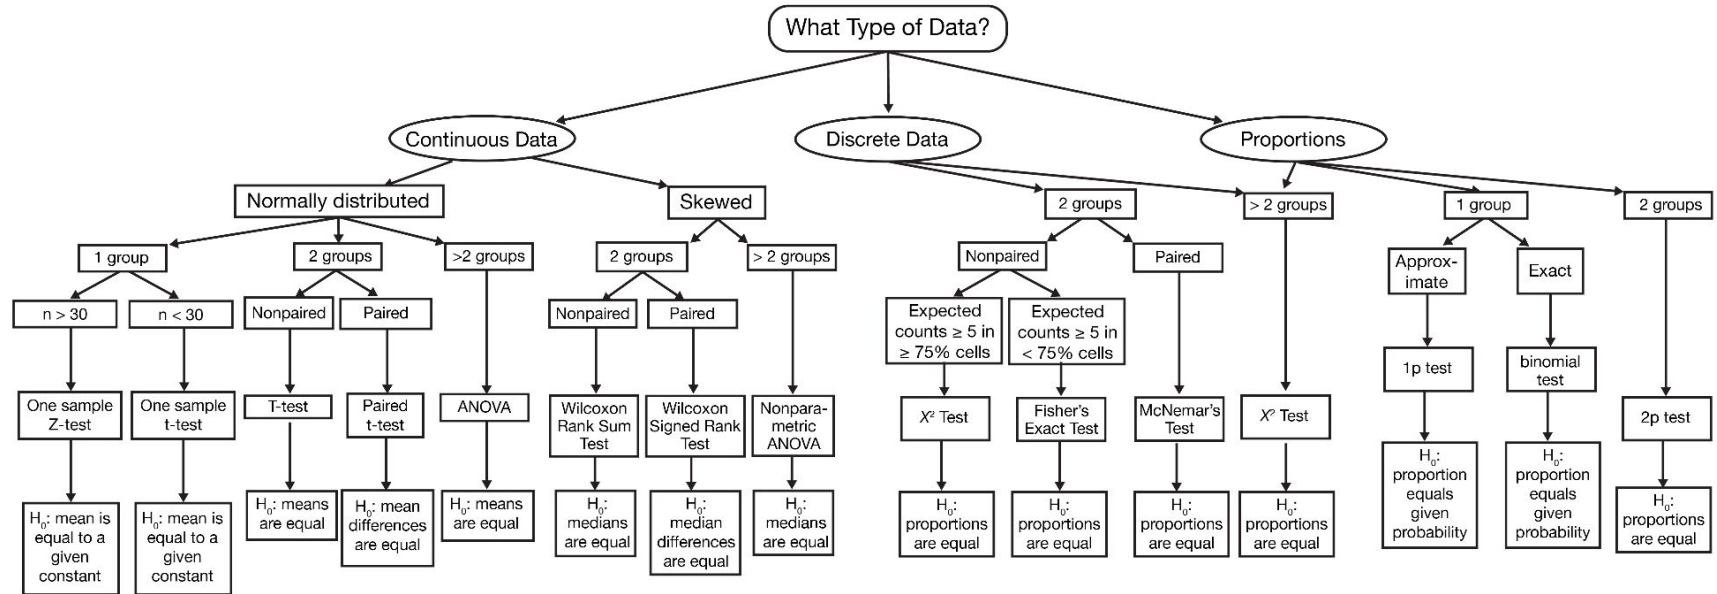 What Type of Data?
Continuous Data
Discrete Data
Proportions
Normally distributed
Skewed
2 groups
> 2 groups
1 group
2 groups
1 group
2 groups
>2 groups
2 groups
> 2 groups
Nonpaired
Paired
Approx-
imate
Exact
n > 30
n < 30
Nonpaired
Paired
Nonpaired
Paired
Expected
counts ≥ 5 in
≥ 75% cells
Expected
counts ≥ 5 in
< 75% cells
1p test
binomial
test
One sample
Z-test
One sample
t-test
T-test
Paired
t-test
ANOVA
Wilcoxon
Rank Sum
Test
Wilcoxon
Signed Rank
Test
Nonpara-
metric
ANOVA
X² Test
Fisher's
Exact Test
McNemar's
Test
X² Test
2p test
H₀: mean is
equal to a
given
constant
H₀: mean is
equal to a
given
constant
H₀: means
are equal
H₀: mean
differences
are equal
H₀: means
are equal
H₀:
medians
are equal
H₀:
median
differences
are equal
H₀:
medians
are equal
H₀:
proportions
are equal
H₀:
proportions
are equal
H₀:
proportions
are equal
H₀:
proportions
are equal
H₀:
proportion
equals
given
probability
H₀:
proportion
equals
given
probability
H₀:
proportions
are equal